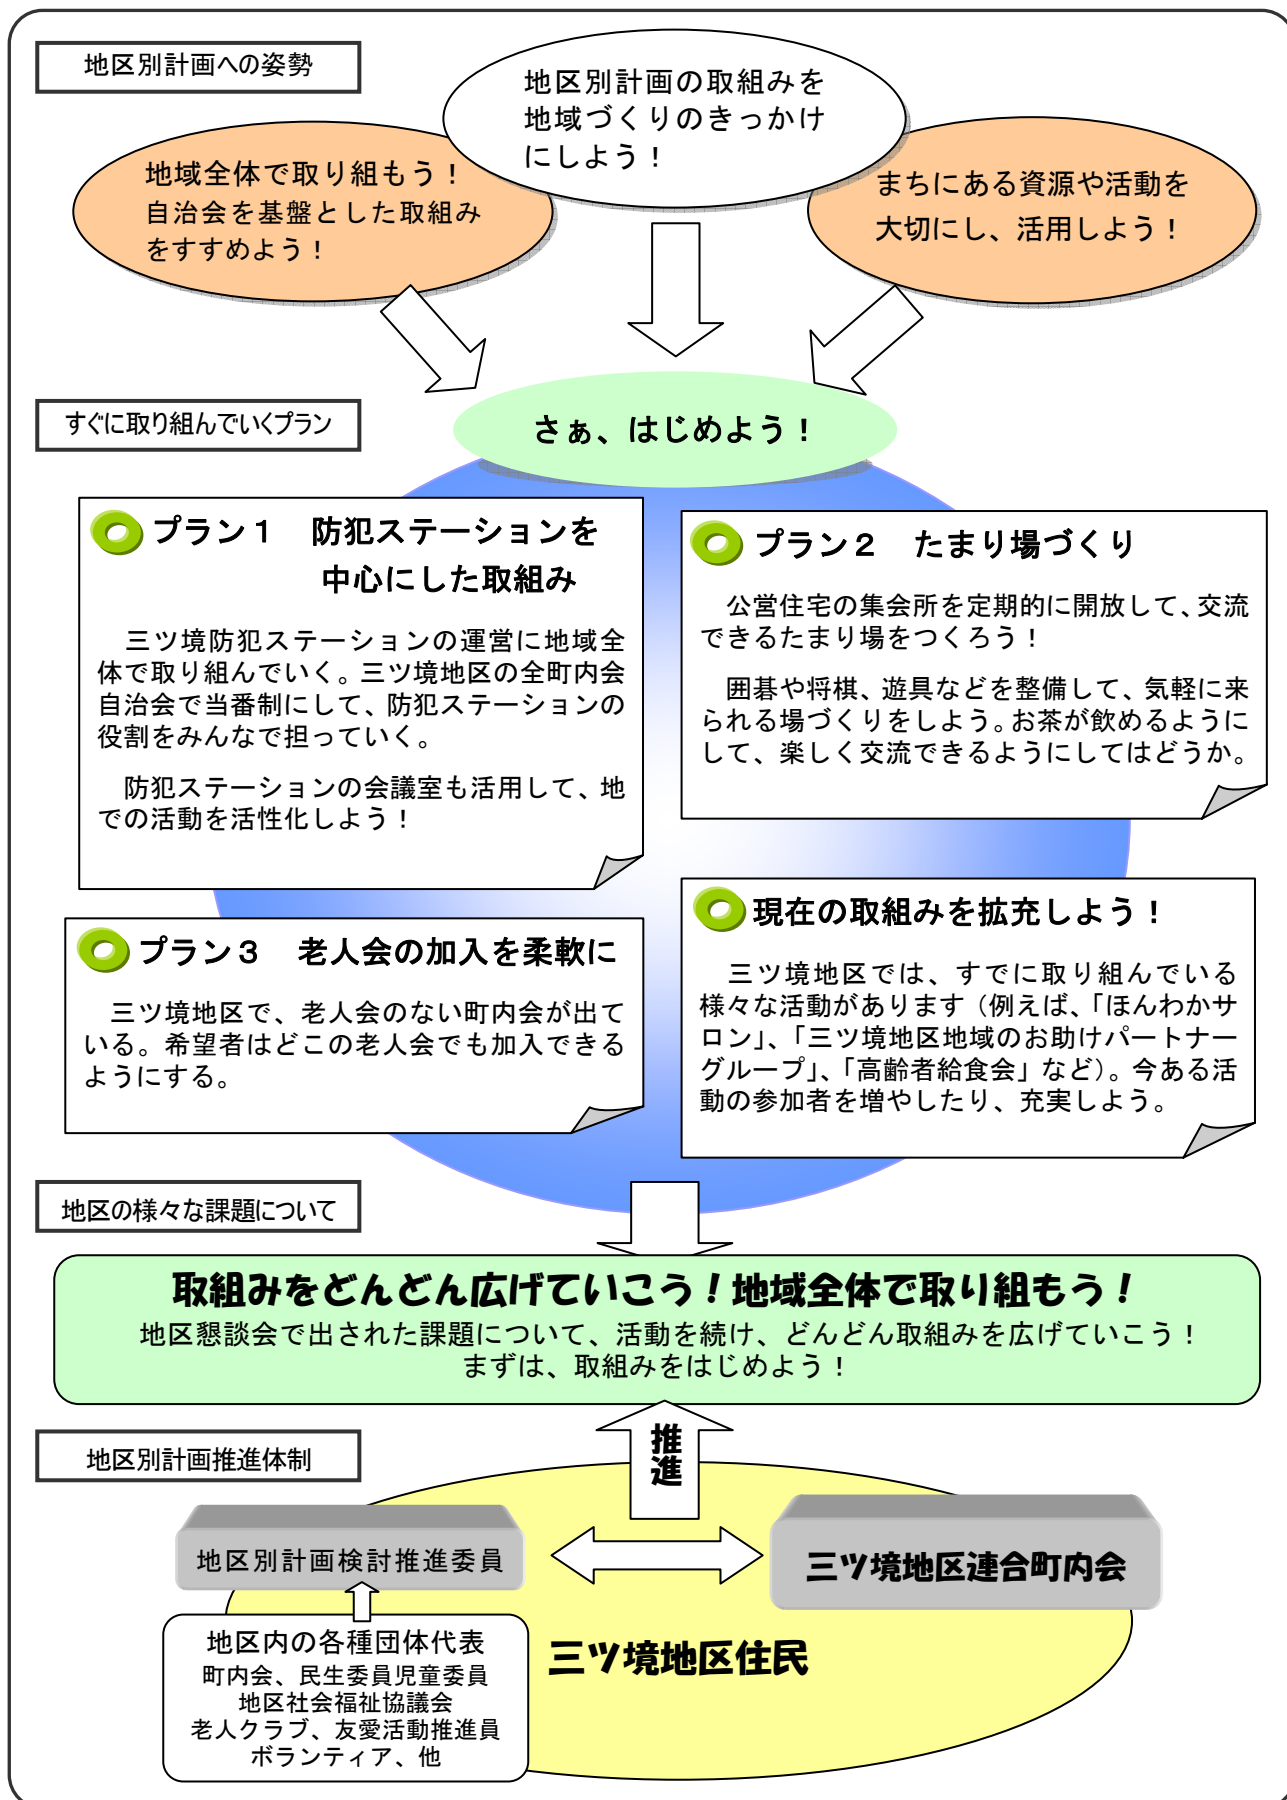 地区別計画への姿勢
地区別計画の取組みを
地域づくりのきっかけ
にしよう！
地域全体で取り組もう！
自治会を基盤とした取組み
をすすめよう！
まちにある資源や活動を
大切にし、活用しよう！
すぐに取り組んでいくプラン
さぁ、はじめよう！
プラン１　防犯ステーションを
中心にした取組み
三ツ境防犯ステーションの運営に地域全
体で取り組んでいく。三ツ境地区の全町内会
自治会で当番制にして、防犯ステーションの
役割をみんなで担っていく。
防犯ステーションの会議室も活用して、地
での活動を活性化しよう！
プラン２　たまり場づくり
公営住宅の集会所を定期的に開放して、交流
できるたまり場をつくろう！
囲碁や将棋、遊具などを整備して、気軽に来
られる場づくりをしよう。お茶が飲めるように
して、楽しく交流できるようにしてはどうか。
プラン３　老人会の加入を柔軟に
三ツ境地区で、老人会のない町内会が出て
いる。希望者はどこの老人会でも加入できる
ようにする。
現在の取組みを拡充しよう！
三ツ境地区では、すでに取り組んでいる
様々な活動があります（例えば、「ほんわかサ
ロン」、「三ツ境地区地域のお助けパートナー
グループ」、「高齢者給食会」など）。今ある活
動の参加者を増やしたり、充実しよう。
地区の様々な課題について
取組みをどんどん広げていこう！地域全体で取り組もう！
地区懇談会で出された課題について、活動を続け、どんどん取組みを広げていこう！
まずは、取組みをはじめよう！
推
進
地区別計画推進体制
地区別計画検討推進委員
三ツ境地区連合町内会
三ツ境地区住民
地区内の各種団体代表
町内会、民生委員児童委員
地区社会福祉協議会
老人クラブ、友愛活動推進員
ボランティア、他